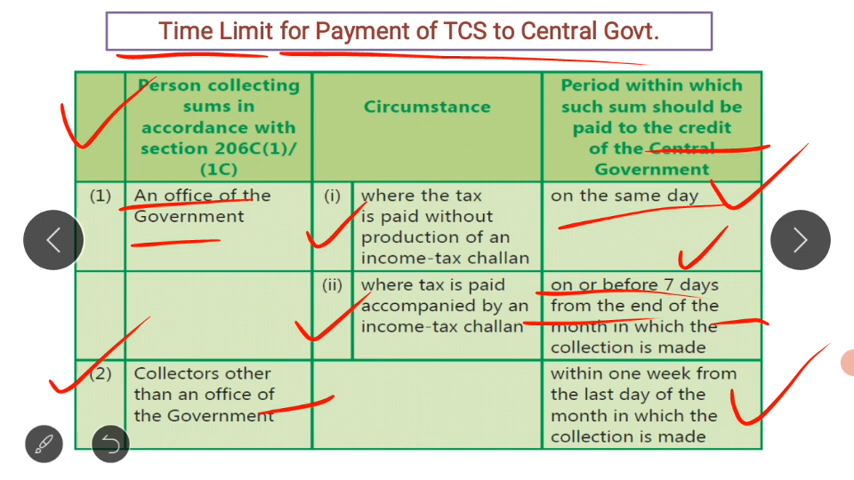 Time Limit for Payment of TCS to Central Govt.
Person collecting
sums in
accordance with
section 206C(1)/
(1C)
Circumstance
Period within which
such sum should be
paid to the credit
of the Central
Government
(1)
An office of the
Government
(i)
where the tax
is paid without
production of an
income-tax challan
on the same day
(ii)
where tax is paid
accompanied by an
income-tax challan
on or before 7 days
from the end of the
month in which the
collection is made
(2)
Collectors other
than an office of
the Government
within one week from
the last day of the
month in which the
collection is made